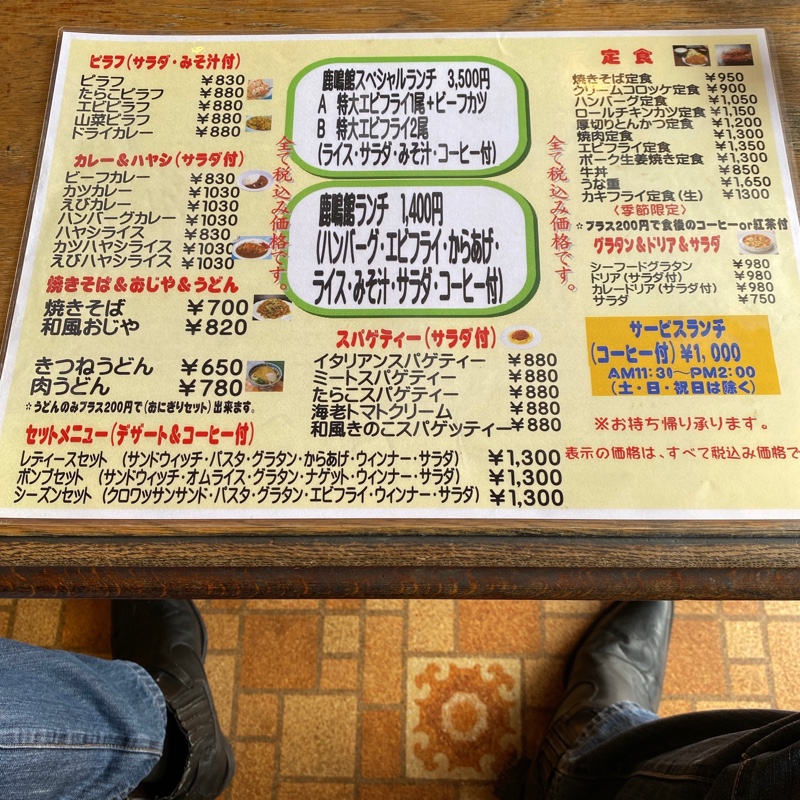 ピラフ(サラダ・みそ汁付)
ピラフ ￥830
たらこピラフ ￥880
エビピラフ ￥880
山菜ピラフ ￥880
ドライカレー ￥880
カレー＆ハヤシ(サラダ付)
ビーフカレー ￥830
カツカレー ￥1030
えびカレー ￥1030
ハンバーグカレー ￥1030
ハヤシライス ￥830
カツハヤシライス ￥1030
えびハヤシライス ￥1030
焼きそば＆おじや＆うどん
焼きそば ￥700
和風おじや ￥820
きつねうどん ￥650
肉うどん ￥780
☆うどんのみプラス200円で(おにぎりセット)出来ます。
セットメニュー(デザート＆コーヒー付)
レディースセット (サンドウィッチ・パスタ・グラタン・からあげ・ウィンナー・サラダ) ￥1,300
ポンプセット (サンドウィッチ・オムライス・グラタン・ナゲット・ウィンナー・サラダ) ￥1,300
シーズンセット (クロワッサンサンド・パスタ・グラタン・エビフライ・ウィンナー・サラダ) ￥1,300
全て税込み価格です。
鹿鳴館スペシャルランチ 3,500円
A 特大エビフライ1尾+ビーフカツ
B 特大エビフライ2尾
(ライス・サラダ・みそ汁・コーヒー付)
鹿鳴館ランチ 1,400円
(ハンバーグ・エビフライ・からあげ・
ライス・みそ汁・サラダ・コーヒー付)
全て税込み価格です。
スパゲティー(サラダ付)
イタリアンスパゲティー ￥880
ミートスパゲティー ￥880
たらこスパゲティー ￥880
海老トマトクリーム ￥880
和風きのこスパゲッティー ￥880
定食
焼きそば定食 ￥950
クリームコロッケ定食 ￥900
ハンバーグ定食 ￥1,050
ロールチキンカツ定食 ￥1,150
厚切りとんかつ定食 ￥1,200
焼肉定食 ￥1,300
エビフライ定食 ￥1,350
ポーク生姜焼き定食 ￥1,300
牛丼 ￥850
うな重 ￥1,650
カキフライ定食(生) ￥1300
〈季節限定〉
☆プラス200円で食後のコーヒーor紅茶付
グラタン＆ドリア＆サラダ
シーフードグラタン ￥980
ドリア(サラダ付) ￥980
カレードリア(サラダ付) ￥980
サラダ ￥750
サービスランチ
(コーヒー付)￥1,000
AM11:30～PM2:00
(土・日・祝日は除く)
※お持ち帰り承ります。
表示の価格は、すべて税込み価格で